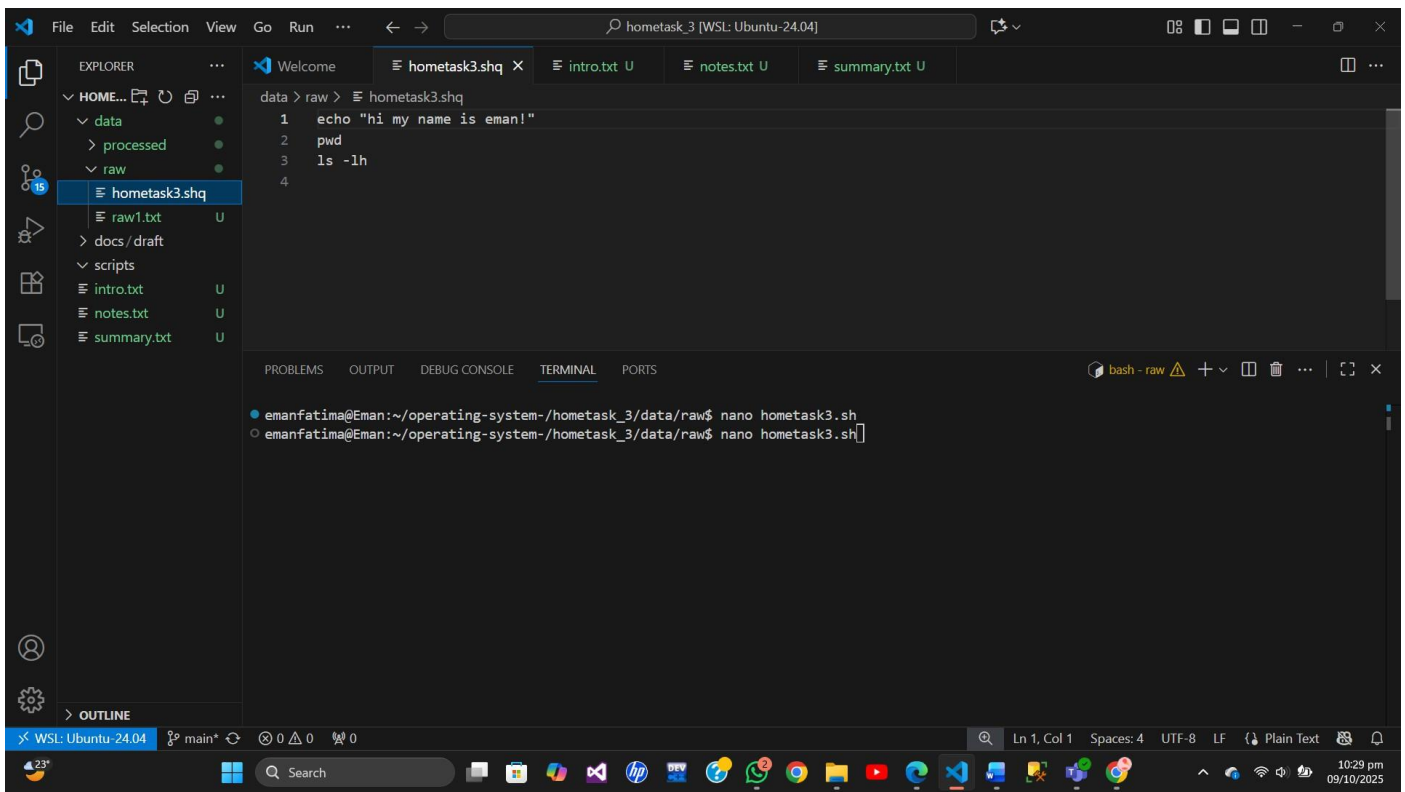 File Edit Selection View Go Run ··· ← → hometask_3 [WSL: Ubuntu-24.04]
EXPLORER ···
Welcome hometask3.shq × intro.txt U notes.txt U summary.txt U
HOME... ···
data > raw > hometask3.shq
data
processed
raw
hometask3.shq
raw1.txt U
docs / draft
scripts
intro.txt U
notes.txt U
summary.txt U
15
OUTLINE
1 echo "hi my name is eman!"
2 pwd
3 ls -lh
4
PROBLEMS OUTPUT DEBUG CONSOLE TERMINAL PORTS bash - raw
emanfatima@Eman:~/operating-system-/hometask_3/data/raw$ nano hometask3.sh
emanfatima@Eman:~/operating-system-/hometask_3/data/raw$ nano hometask3.sh
WSL: Ubuntu-24.04 main* 0 0 0 Ln 1, Col 1 Spaces: 4 UTF-8 LF Plain Text
23° Search hp DEV 2 10:29 pm
09/10/2025